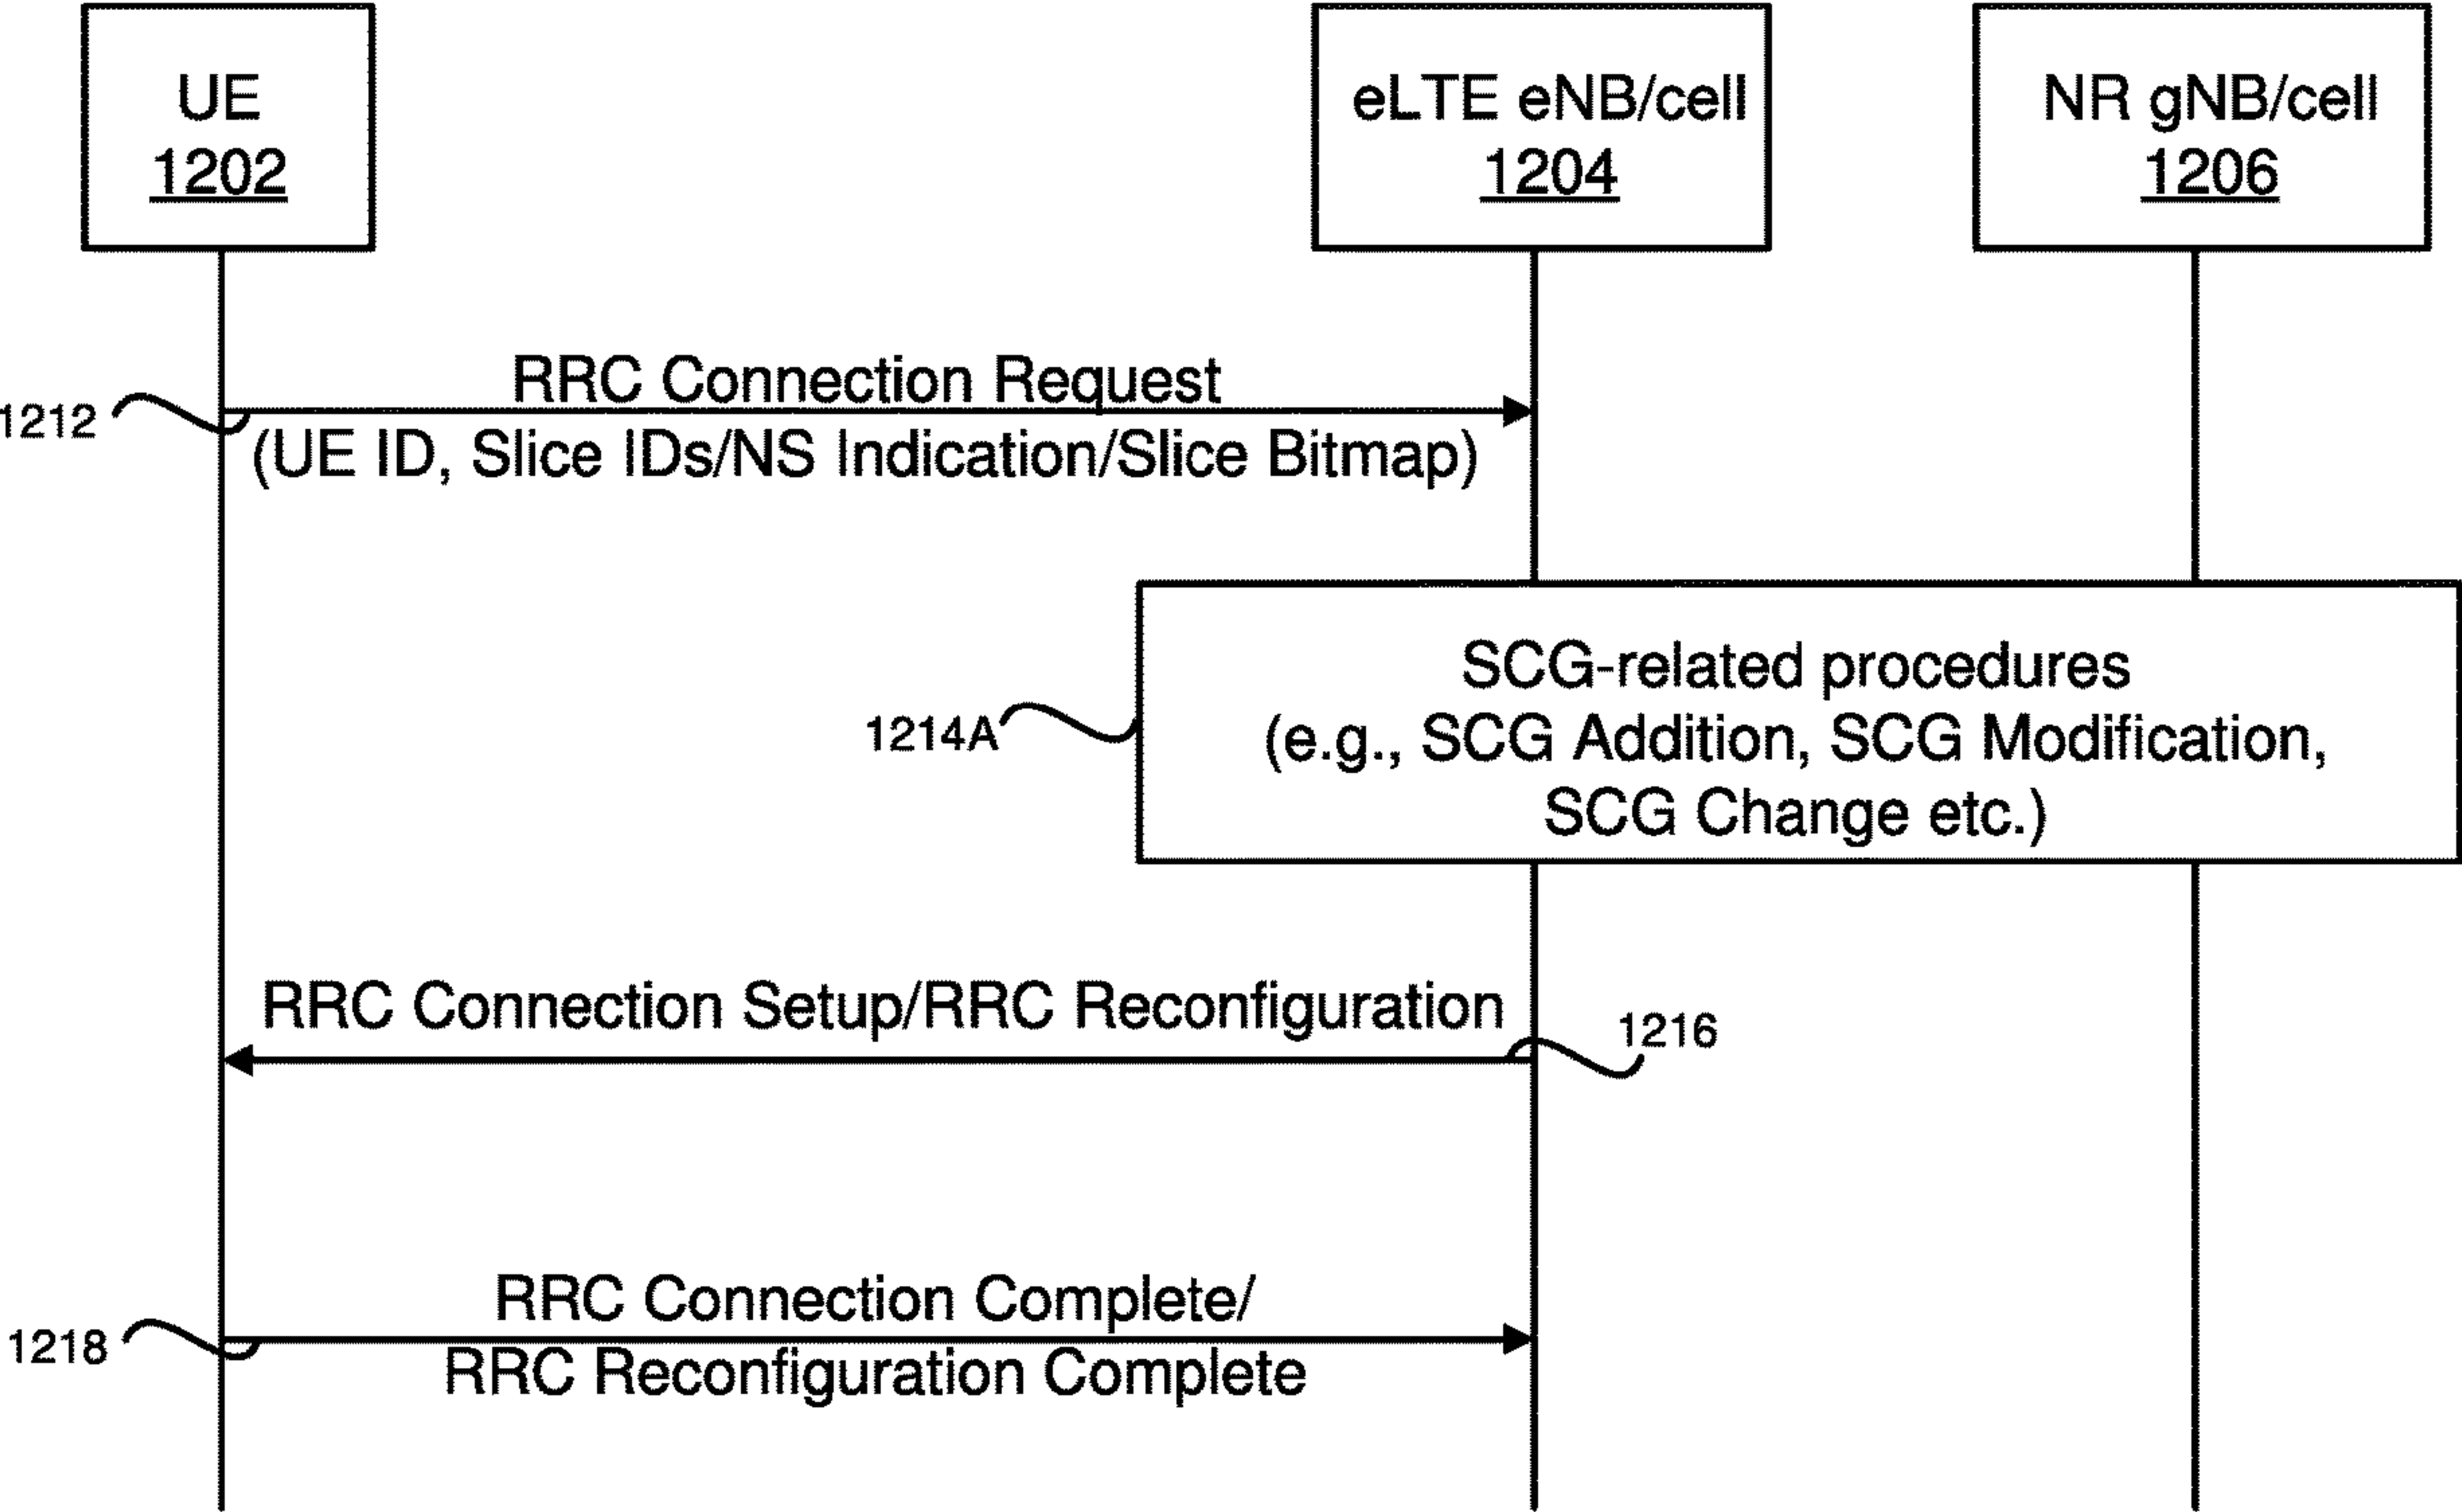 UE
1202
eLTE eNB/cell
1204
NR gNB/cell
1206
RRC Connection Request
1212
(UE ID, Slice IDs/NS Indication/Slice Bitmap)
SCG-related procedures
1214A
(e.g., SCG Addition, SCG Modification,
SCG Change etc.)
RRC Connection Setup/RRC Reconfiguration
1216
RRC Connection Complete/
1218
RRC Reconfiguration Complete